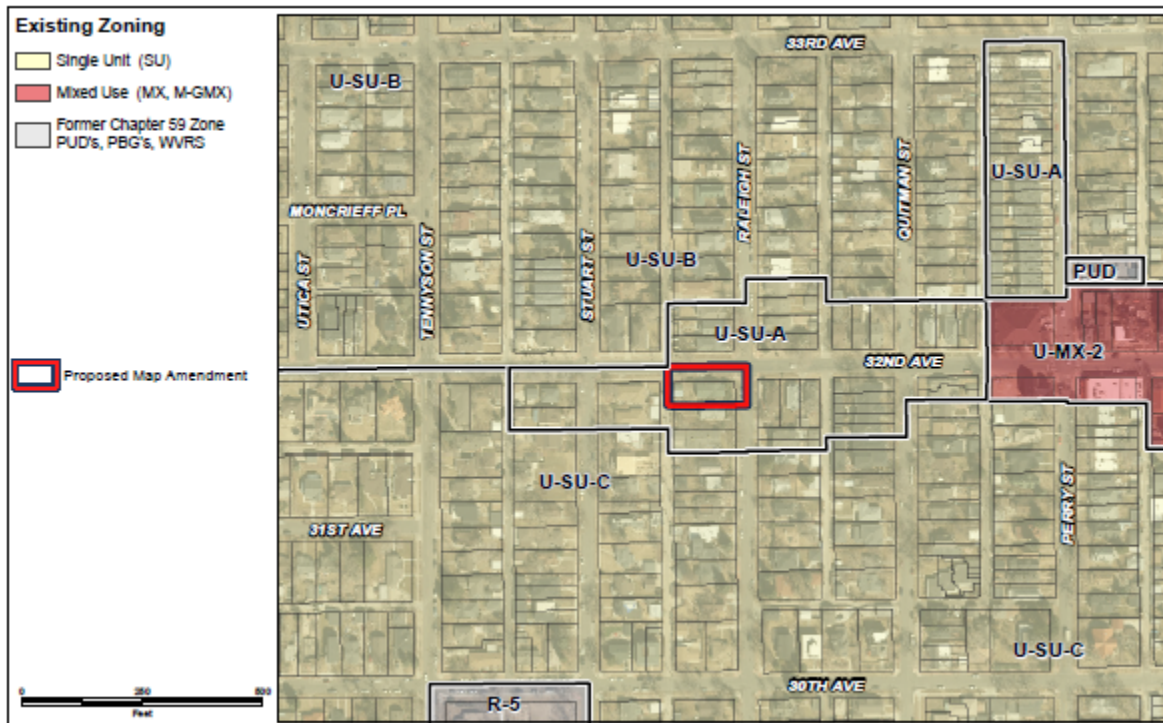 Existing Zoning
Single Unit (SU)
Mixed Use (MX, M-GMX)
Former Chapter 59 Zone
PUD's, PBG's, WVRS
Proposed Map Amendment
0 250 500
Feet
33RD AVE
U-SU-B
U-SU-A
MONCRIEFF PL
UTICA ST
TENNYSON ST
STUART ST
RALEIGH ST
QUITMAN ST
U-SU-B
PUD
U-SU-A
U-MX-2
32ND AVE
U-SU-C
31ST AVE
PERRY ST
U-SU-C
30TH AVE
R-5